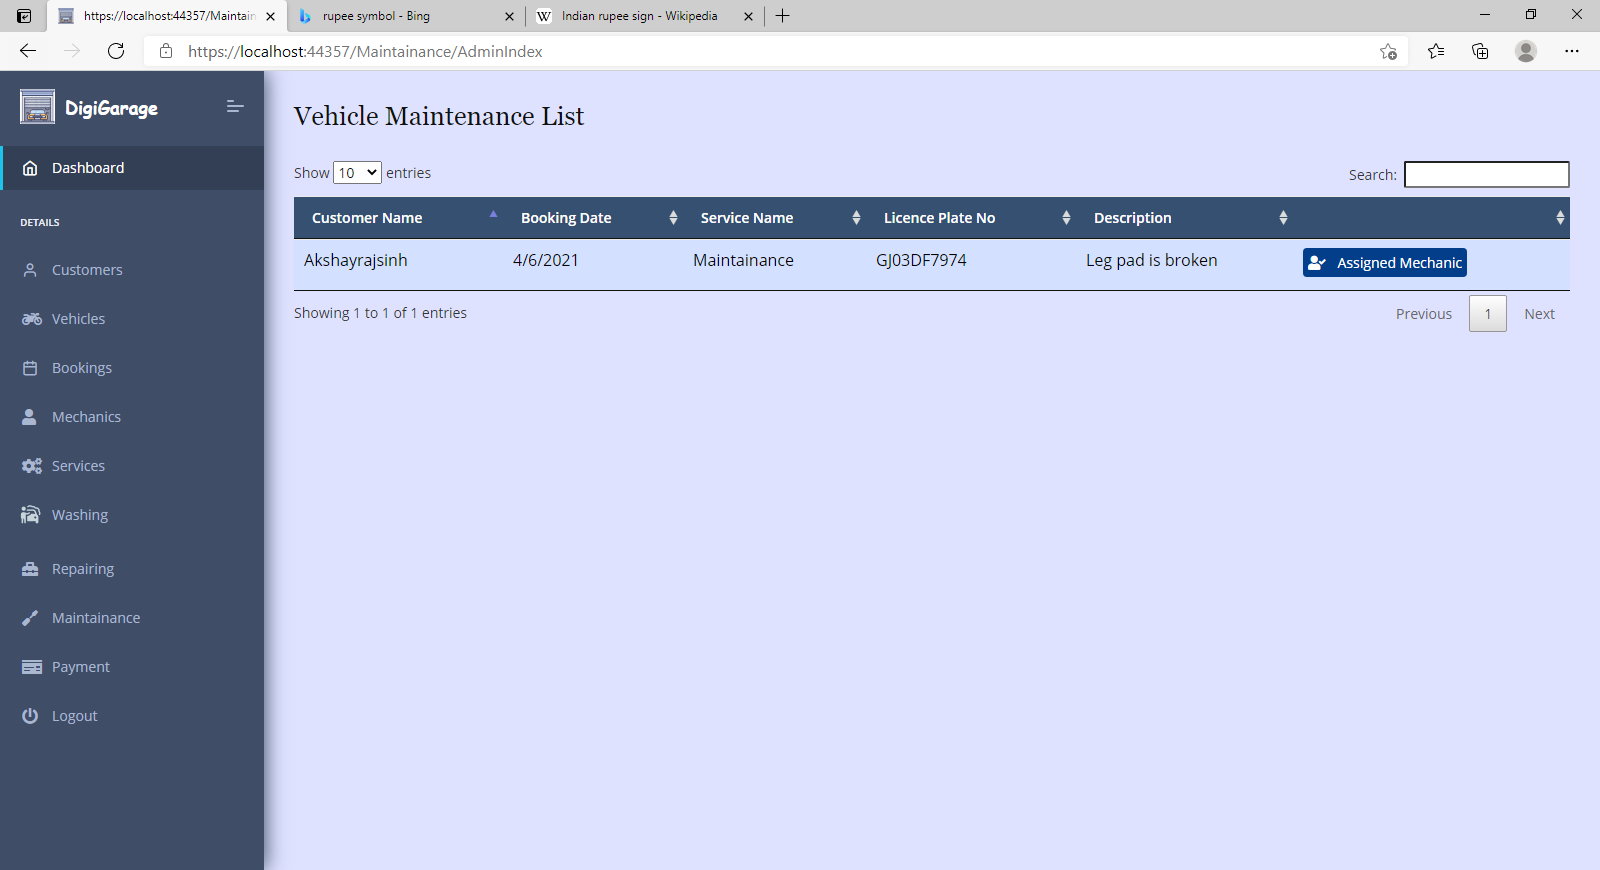 https://localhost:44357/Maintain
rupee symbol - Bing
Indian rupee sign - Wikipedia
https://localhost:44357/Maintainance/AdminIndex
DigiGarage
Dashboard
DETAILS
Customers
Vehicles
Bookings
Mechanics
Services
Washing
Repairing
Maintainance
Payment
Logout
Vehicle Maintenance List
Show 10 entries
Search:
Customer Name Booking Date Service Name Licence Plate No Description
Akshayrajsinh 4/6/2021 Maintainance GJ03DF7974 Leg pad is broken Assigned Mechanic
Showing 1 to 1 of 1 entries
Previous 1 Next